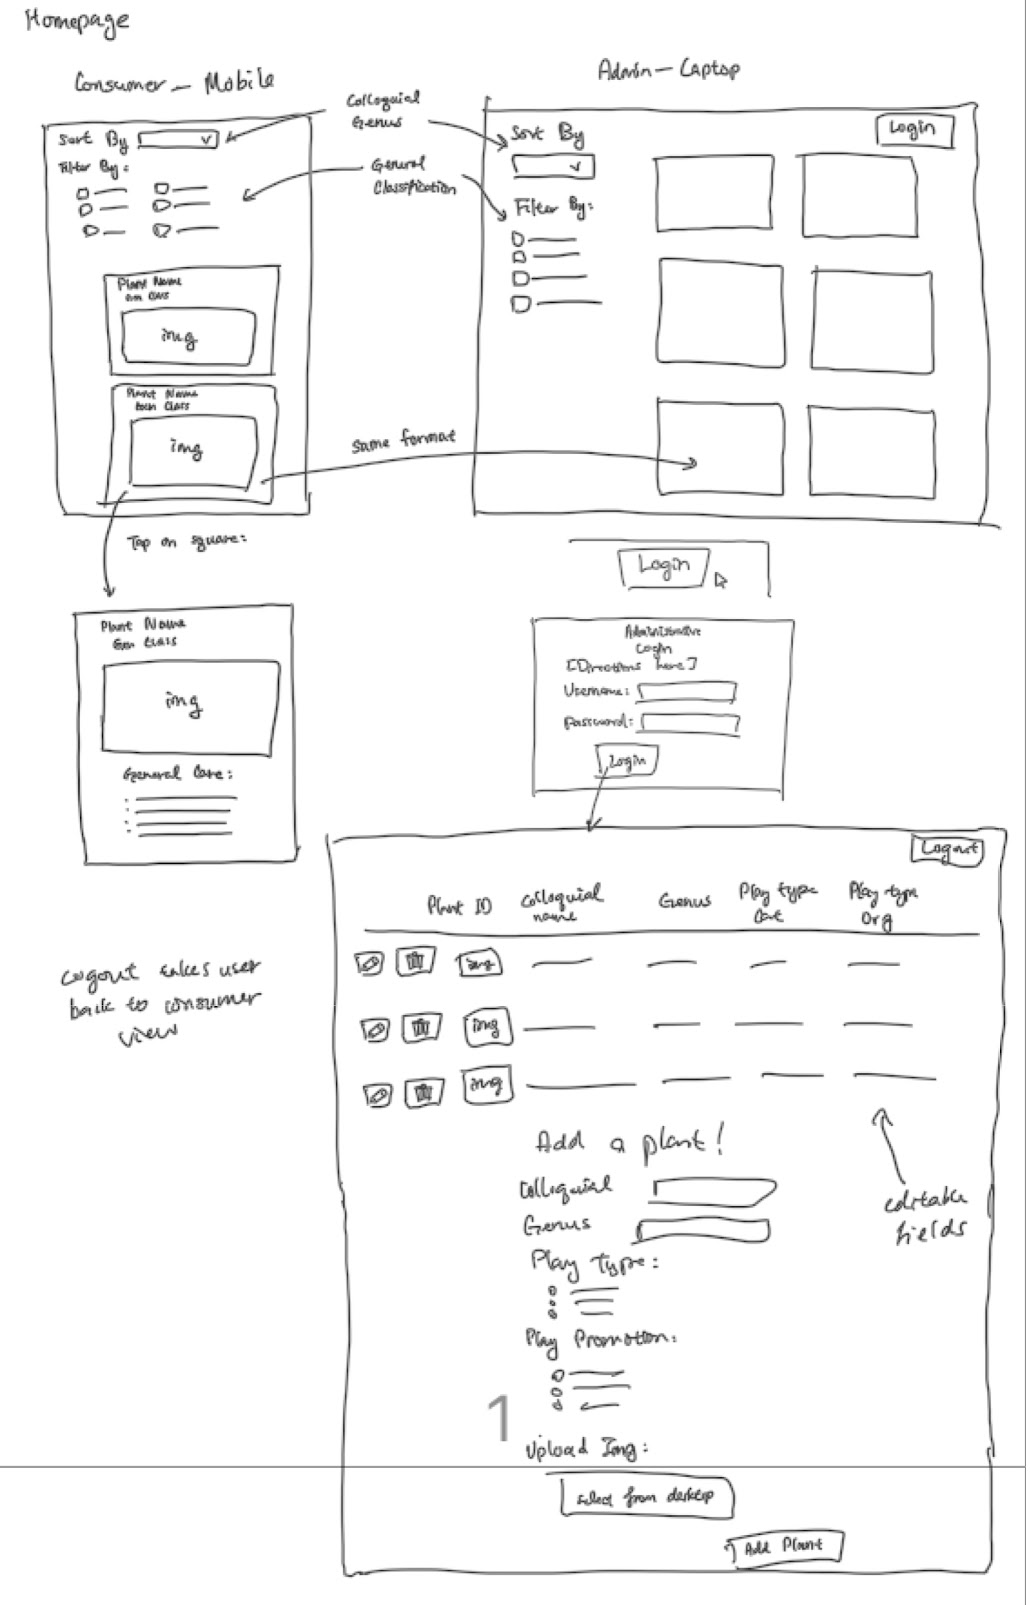 Homepage
Consumer - Mobile
Admin - Laptop
Colloquial
Genus
General
Classification
Sort By
Filter By:
Plant Name
Gen Class
img
Plant Name
Gen Class
img
Same format
Sort By
Filter By:
Login
Tap on square:
Plant Name
Gen Class
img
General Care:
Login
Administrative
Login
[Directions here]
Username:
Password:
Login
Logout
Plant ID
Colloquial
name
Genus
Play type
Cat
Play type
Org
img
img
img
Logout takes user
back to consumer
view
editable
fields
Add a plant!
Colloquial
Genus
Play Type:
Play Promotion:
1
Upload Img:
select from desktop
Add Plant